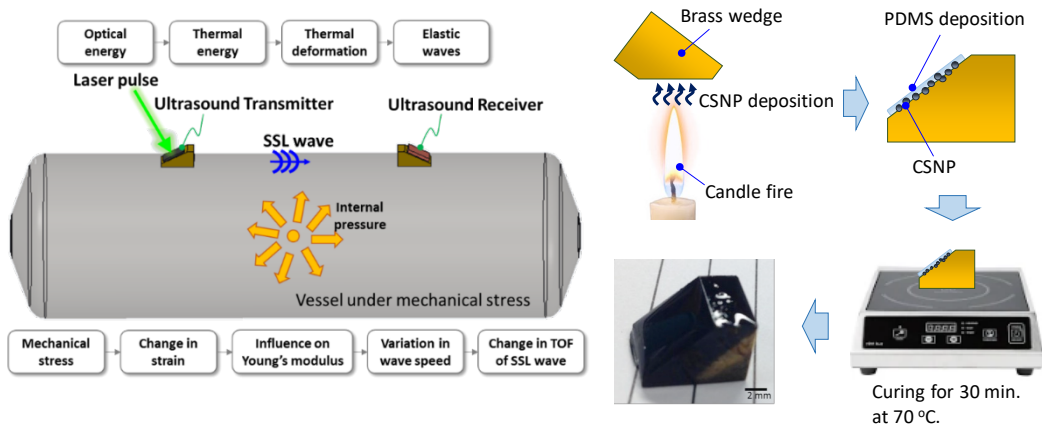 Optical
energy
Thermal
energy
Thermal
deformation
Elastic
waves
Laser pulse
Ultrasound Transmitter
Ultrasound Receiver
SSL wave
Internal
pressure
Vessel under mechanical stress
Mechanical
stress
Change in
strain
Influence on
Young’s modulus
Variation in
wave speed
Change in TOF
of SSL wave
Brass wedge
CSNP deposition
Candle fire
PDMS deposition
CSNP
Curing for 30 min.
at 70 °C.
2 mm